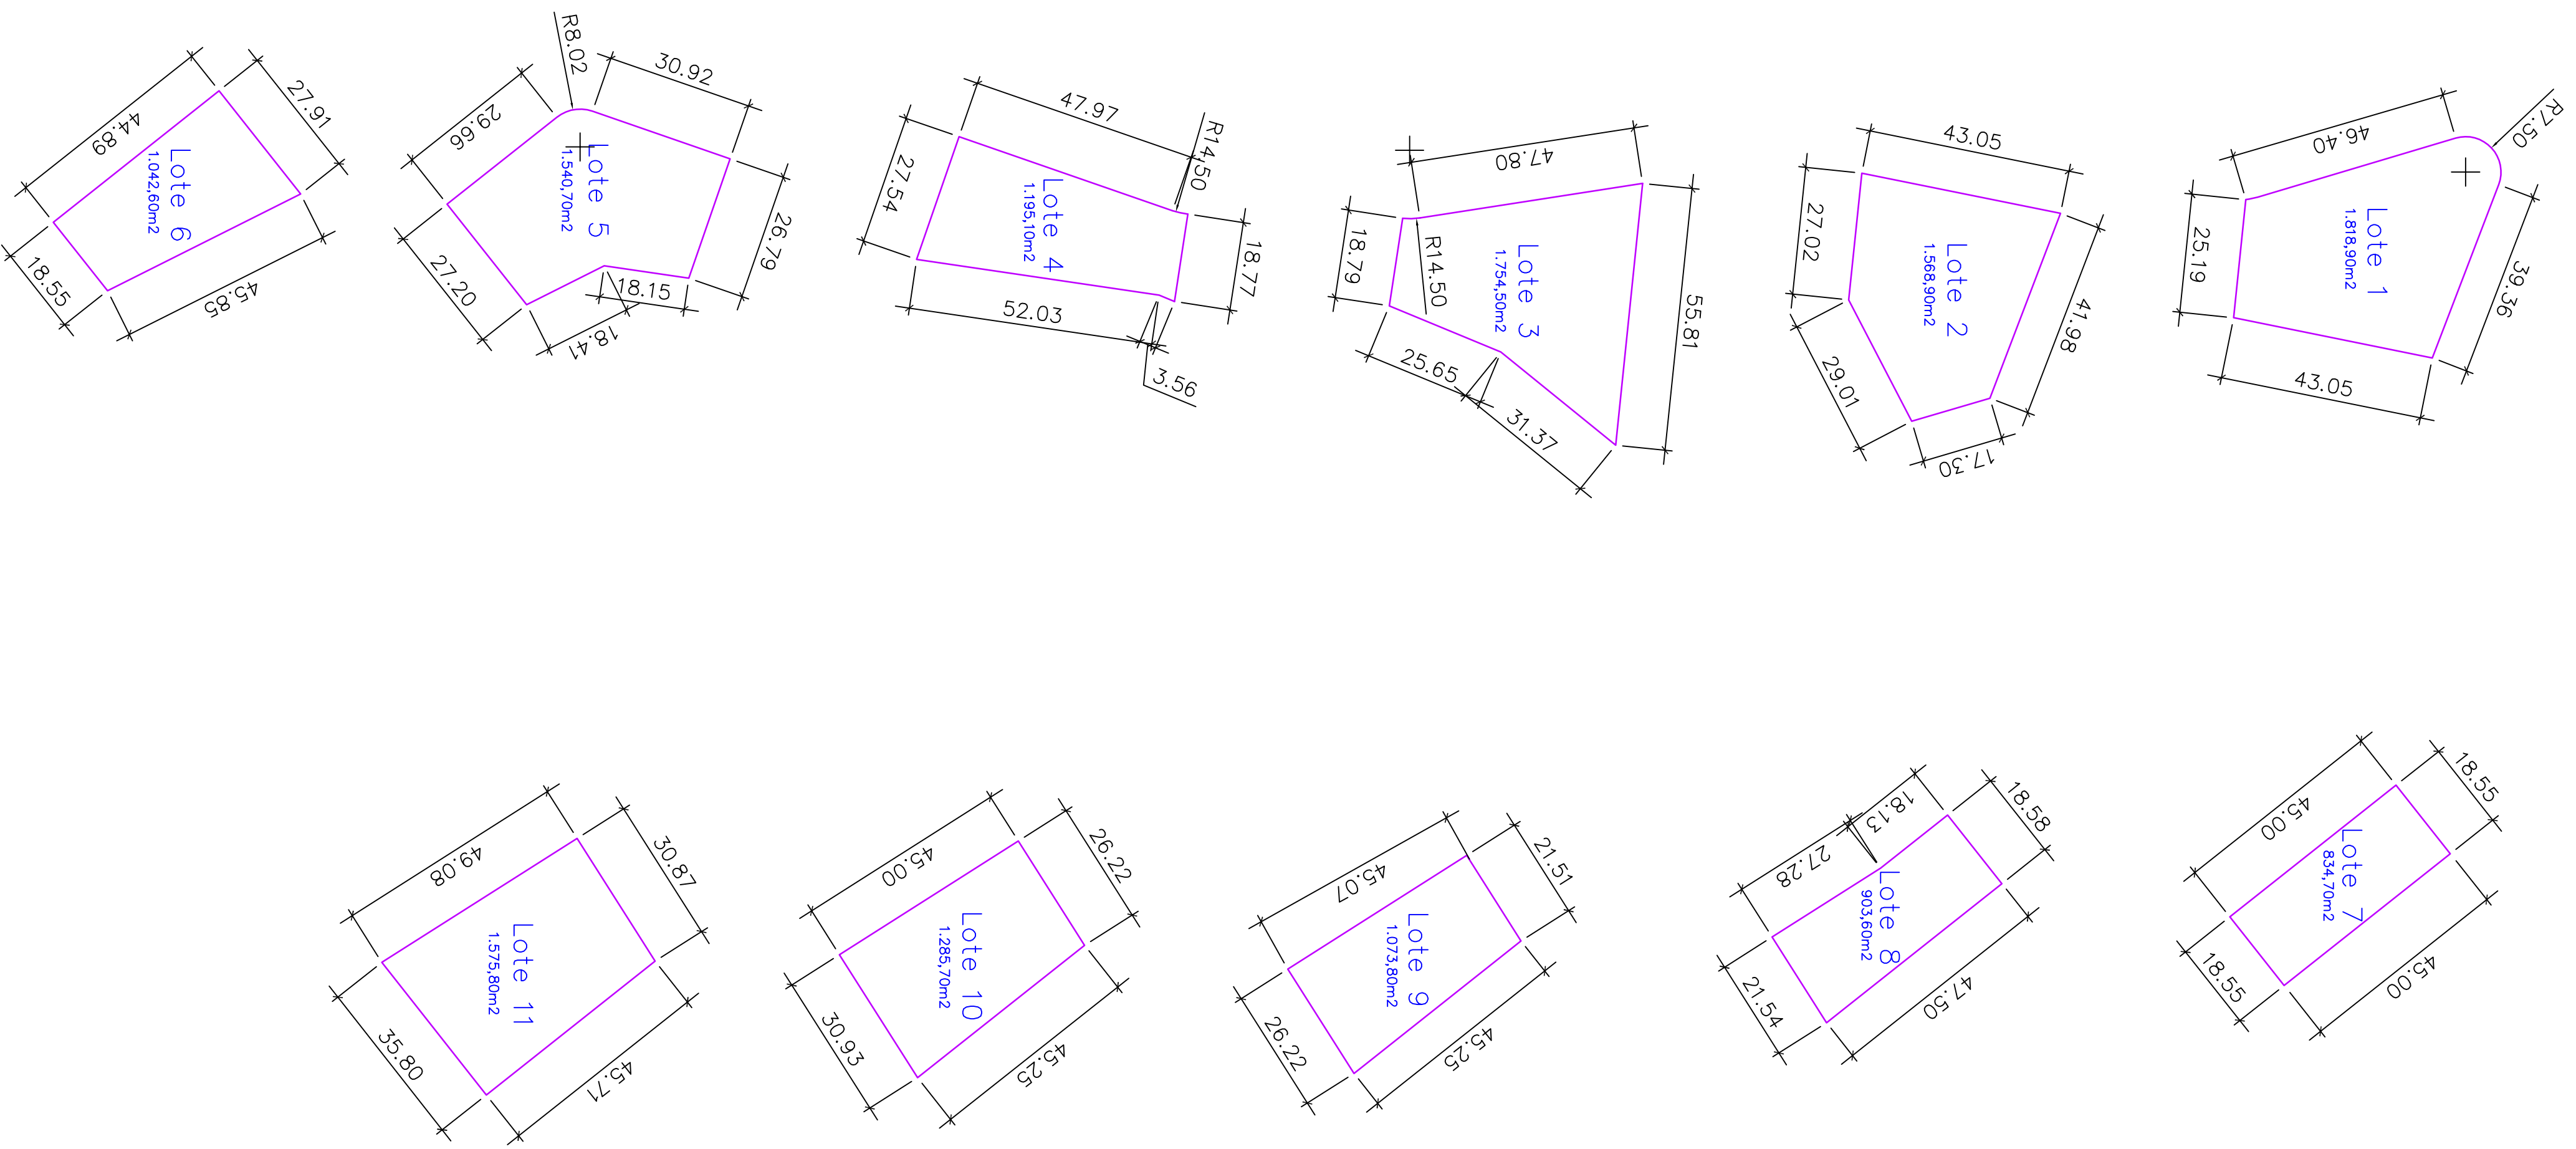 Lote 6
1.042,60m2
44.89
27.91
18.55
45.85
Lote 5
1.540,70m2
R8.02
30.92
29.66
26.79
27.20
18.15
18.41
Lote 4
1.195,10m2
47.97
R14.50
27.54
18.77
52.03
3.56
Lote 3
1.754,50m2
47.80
18.79
R14.50
55.81
25.65
31.37
Lote 2
1.568,90m2
43.05
27.02
41.98
29.01
17.30
Lote 1
1.818,90m2
46.40
R7.50
25.19
39.36
43.05
Lote 11
1.575,80m2
49.08
30.87
35.80
45.71
Lote 10
1.285,70m2
45.00
26.22
30.93
45.25
Lote 9
1.073,80m2
45.07
21.51
26.22
45.25
Lote 8
903,60m2
18.13
18.58
27.28
21.54
47.50
Lote 7
834,70m2
45.00
18.55
18.55
45.00